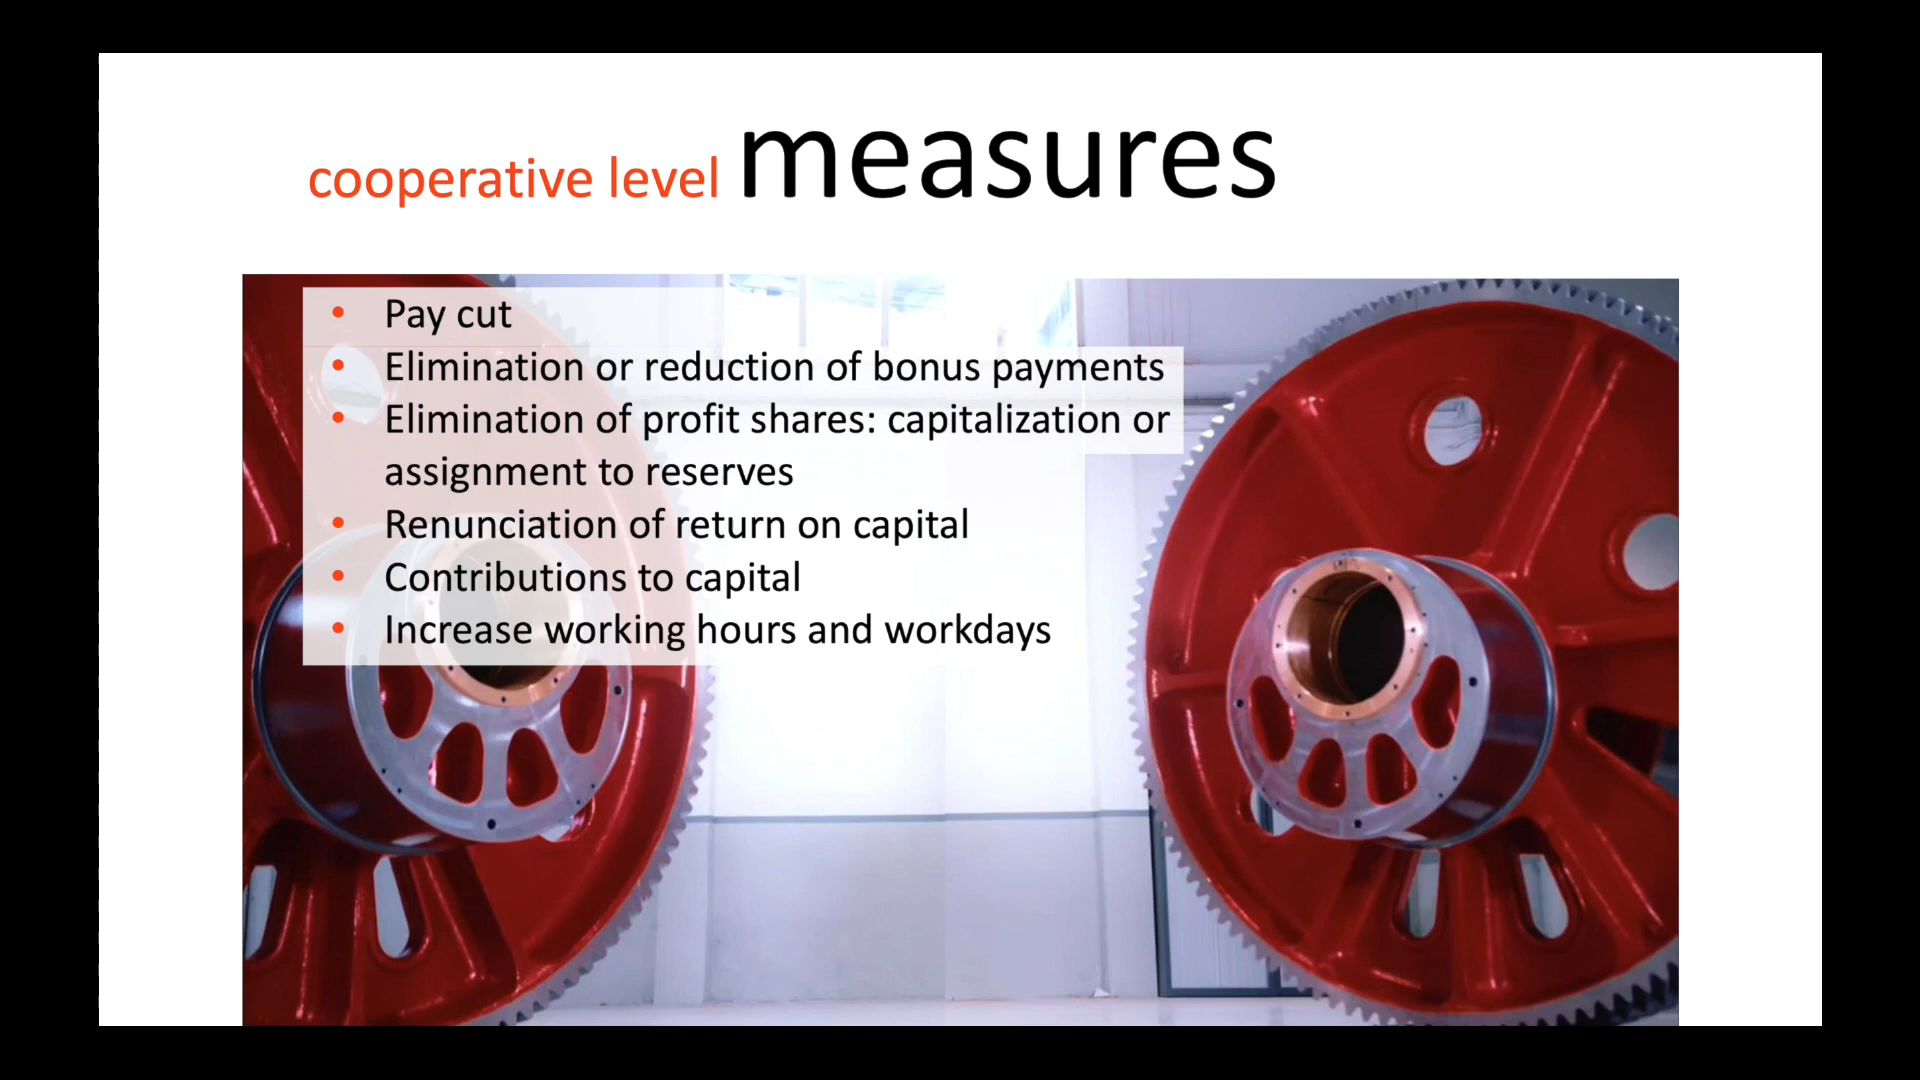 cooperative level measures
• Pay cut
• Elimination or reduction of bonus payments
• Elimination of profit shares: capitalization or
assignment to reserves
• Renunciation of return on capital
• Contributions to capital
• Increase working hours and workdays